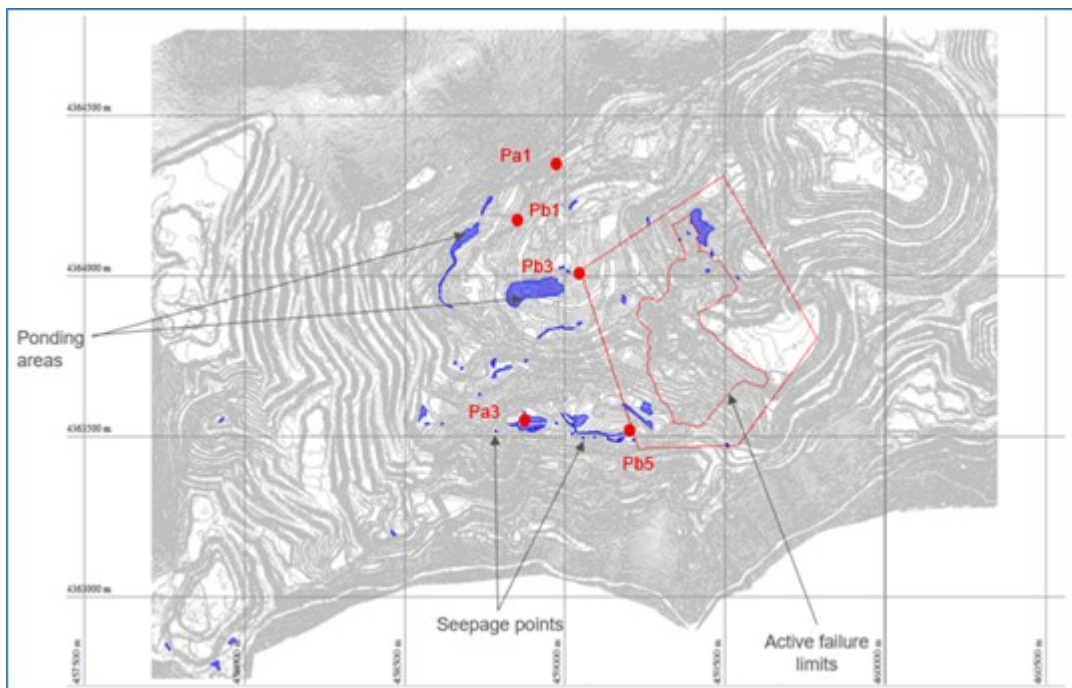 4364500 m
Pa1
Pb1
4364000 m
Pb3
Ponding
areas
Pa3
4363500 m
Pb5
4363000 m
Seepage points
Active failure
limits
457500 m
458000 m
458500 m
459000 m
459500 m
460000 m
460500 m